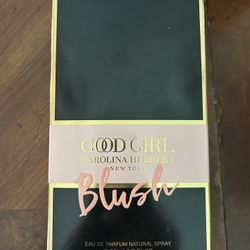 GOOD GIRL
CAROLINA HERRERA
NEW YORK
Blush
EAU DE PARFUM NATURAL SPRAY